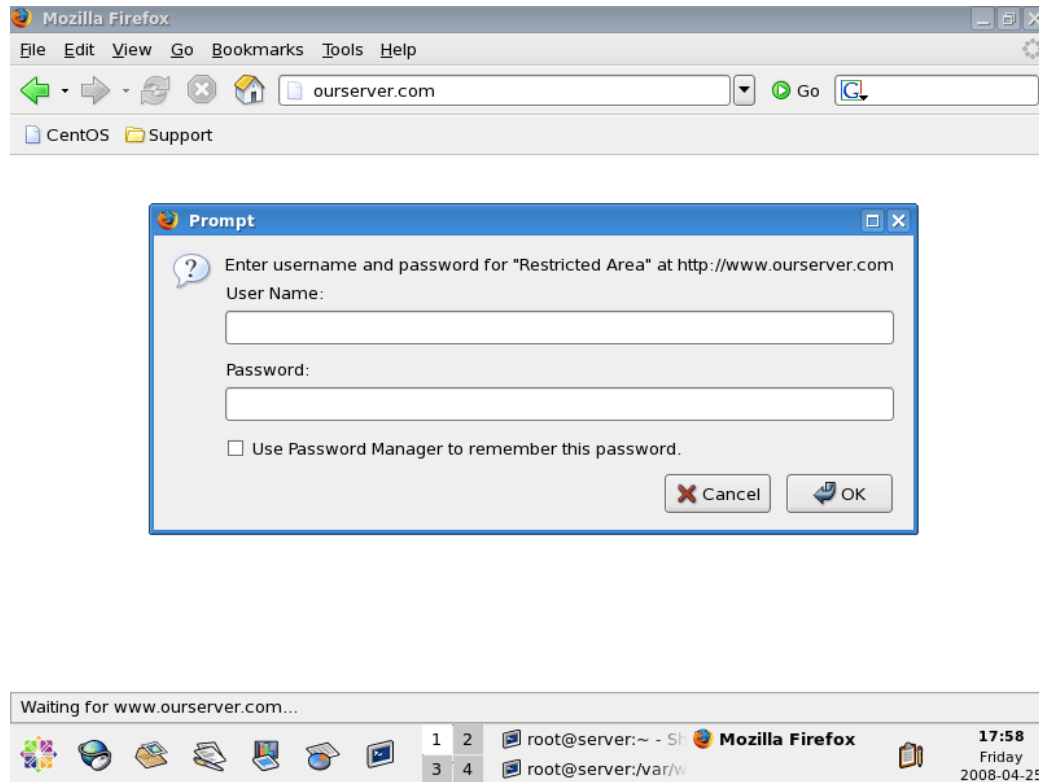 Mozilla Firefox
File Edit View Go Bookmarks Tools Help
ourserver.com Go G
CentOS Support
Prompt
? Enter username and password for "Restricted Area" at http://www.ourserver.com
User Name:
Password:
Use Password Manager to remember this password.
Cancel OK
Waiting for www.ourserver.com...
1 2 root@server:~ - Sh Mozilla Firefox 17:58
Friday
3 4 root@server:/var/w 2008-04-25